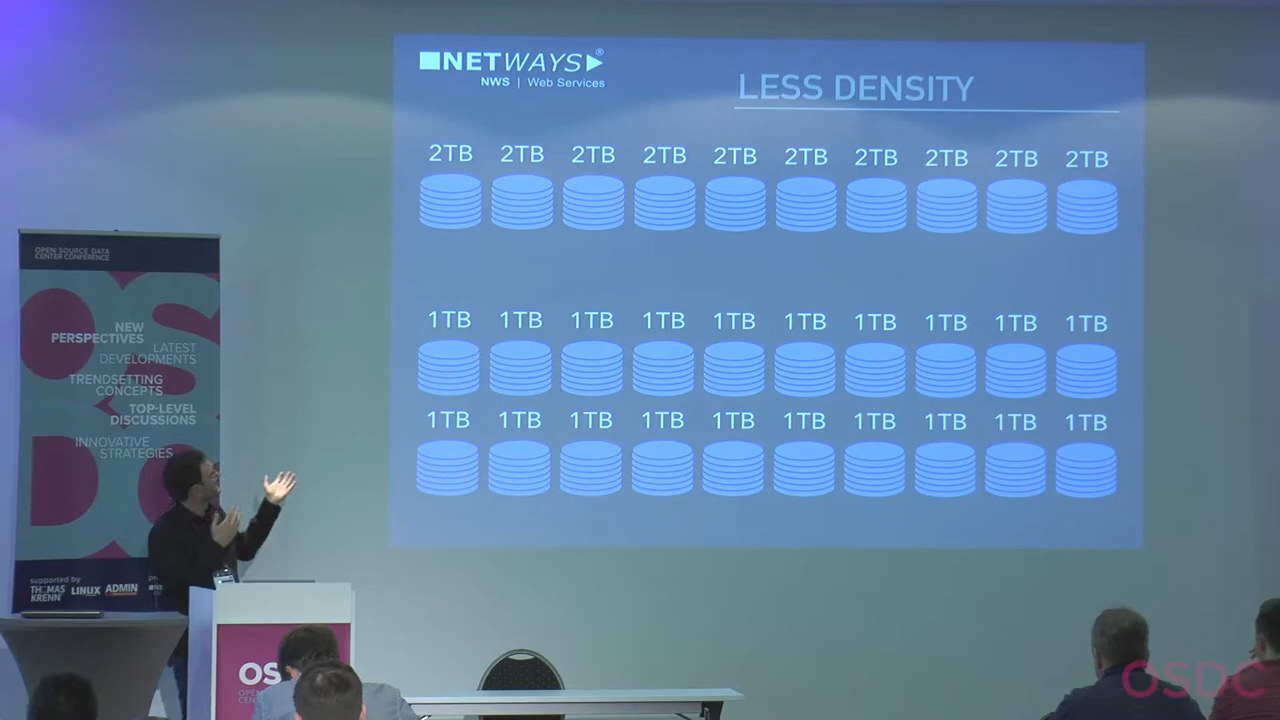 NETWAYS®
NWS | Web Services
LESS DENSITY
2TB 2TB 2TB 2TB 2TB 2TB 2TB 2TB 2TB 2TB
1TB 1TB 1TB 1TB 1TB 1TB 1TB 1TB 1TB 1TB
1TB 1TB 1TB 1TB 1TB 1TB 1TB 1TB 1TB 1TB
OPEN SOURCE DATA
CENTER CONFERENCE
NEW
PERSPECTIVES
LATEST
DEVELOPMENTS
TRENDSETTING
CONCEPTS
TOP-LEVEL
DISCUSSIONS
INNOVATIVE
STRATEGIES
supported by
THOMAS
KRENN
LINUX
ADMIN
OS
OPEN
CEN
OSDC